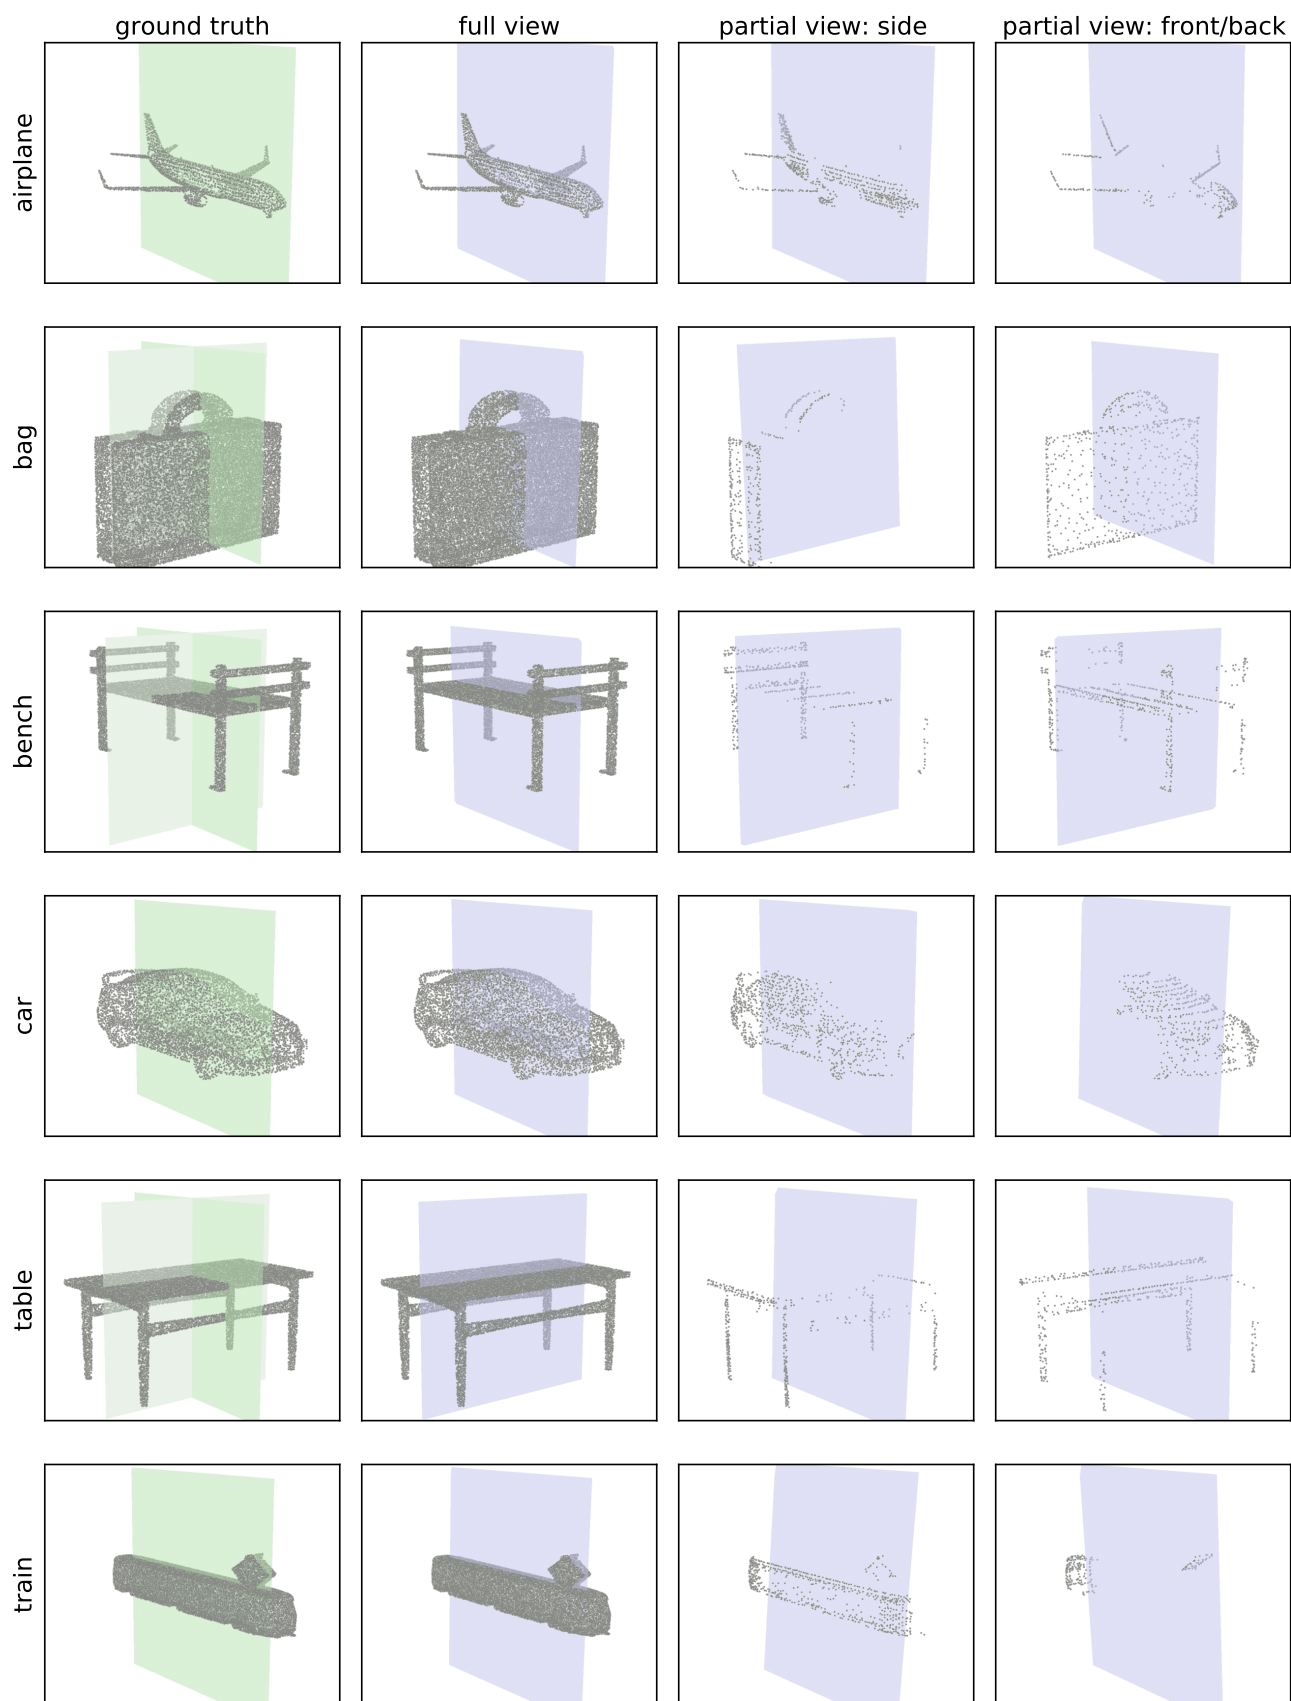 ground truth
full view
partial view: side
partial view: front/back
airplane
bag
bench
car
table
train